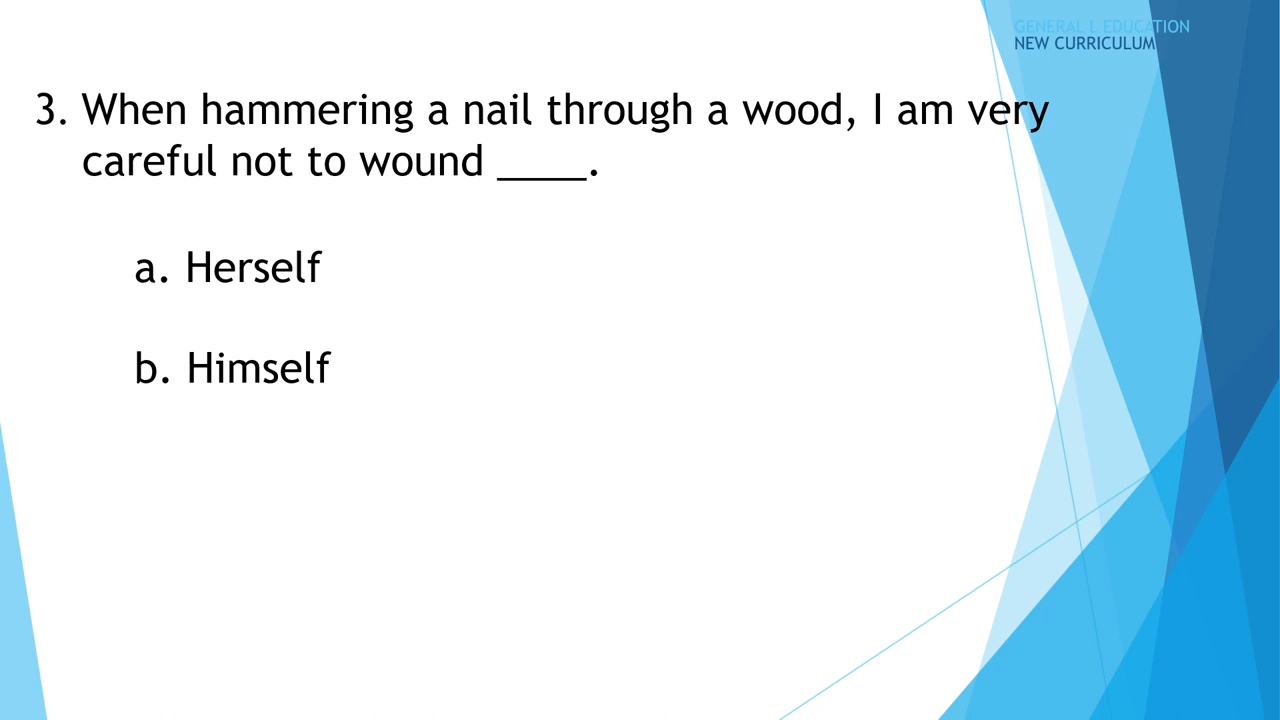 GENERAL L EDUCATION
NEW CURRICULUM
3. When hammering a nail through a wood, I am very
careful not to wound ____.
a. Herself
b. Himself